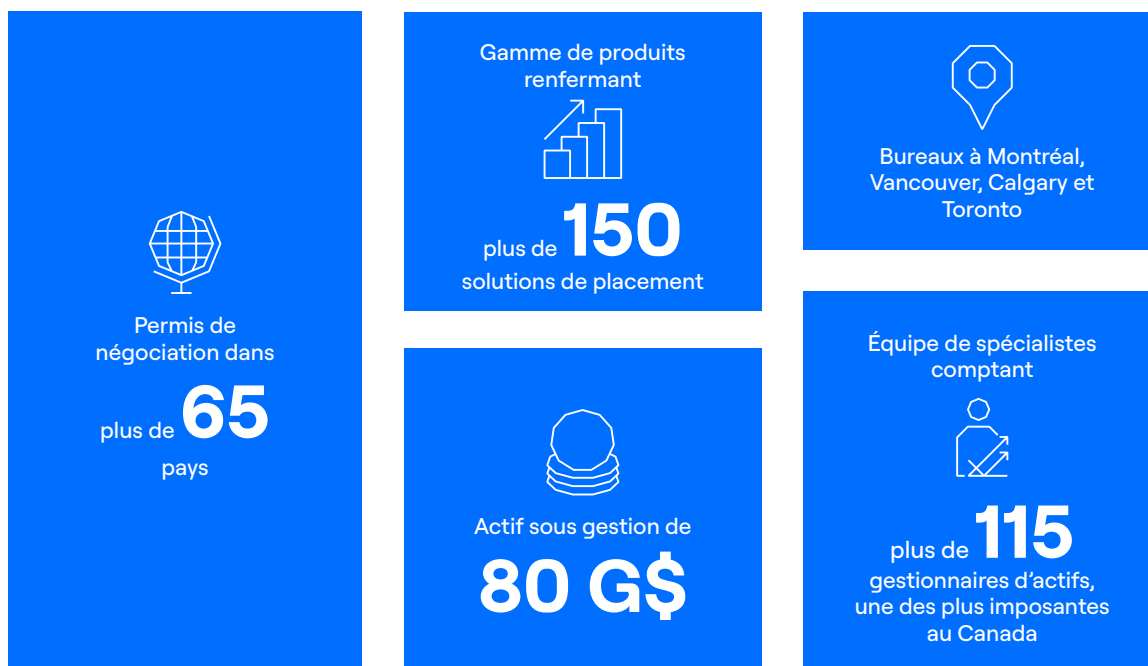 Permis de
négociation dans
plus de 65
pays
Gamme de produits
renfermant
plus de 150
solutions de placement
Actif sous gestion de
80 G$
Bureaux à Montréal,
Vancouver, Calgary et
Toronto
Équipe de spécialistes
comptant
plus de 115
gestionnaires d’actifs,
une des plus imposantes
au Canada